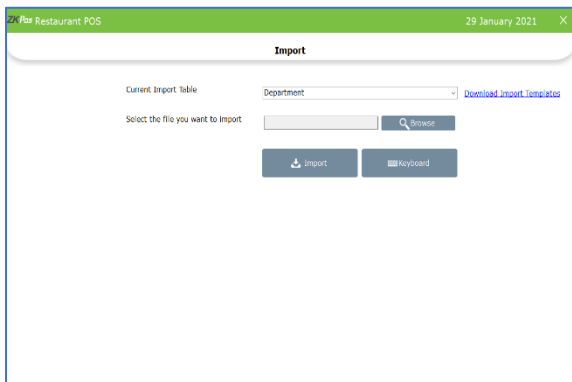 ZKPos Restaurant POS 29 January 2021 X
Import
Current Import Table Department Download Import Templates
Select the file you want to import Browse
Import Keyboard